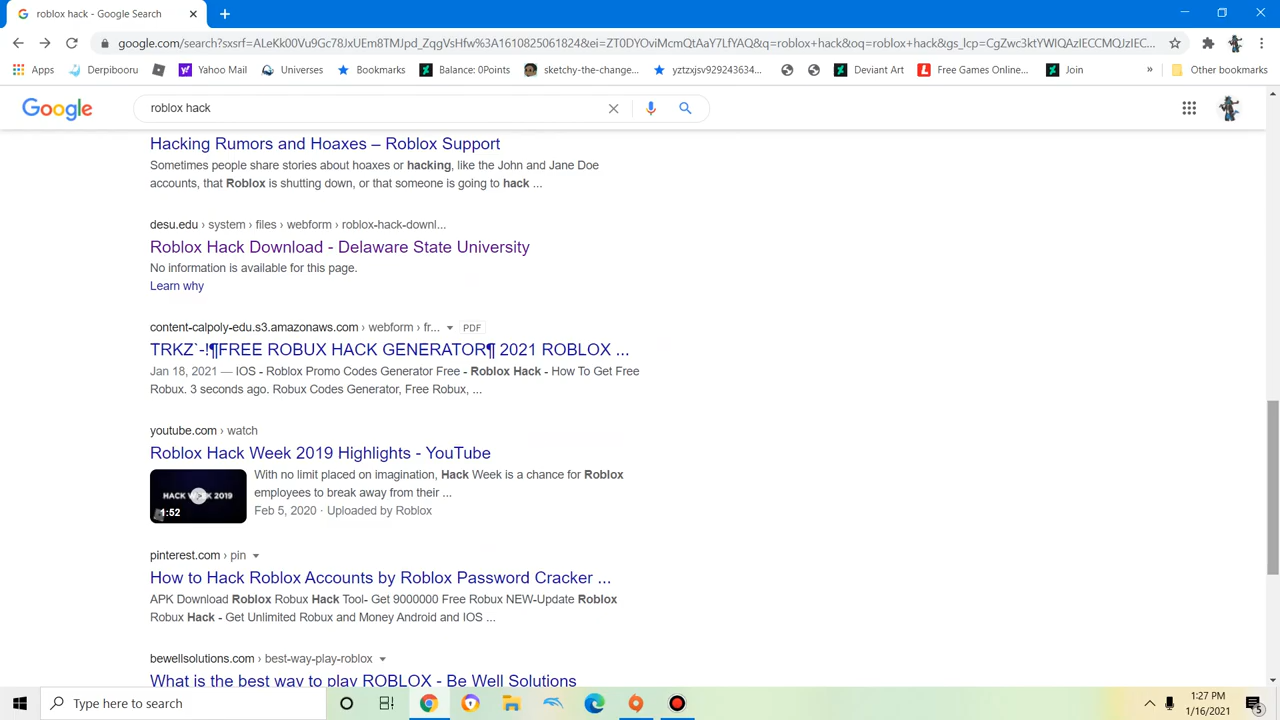 roblox hack - Google Search
google.com/search?sxsrf=ALeKk00Vu9Gc78JxUEm8TMJpd_ZqgVsHfw%3A1610825061824&ei=ZT0DYOviMcmQtAaY7LfYAQ&q=roblox+hack&oq=roblox+hack&gs_lcp=CgZwc3ktYWIQAzIECCMQJzIEC...
Apps
Derpibooru
Yahoo Mail
Universes
Bookmarks
Balance: 0Points
sketchy-the-change...
yztzxjsv929243634...
Deviant Art
Free Games Online...
Join
»
Other bookmarks
Google
roblox hack
Hacking Rumors and Hoaxes – Roblox Support
Sometimes people share stories about hoaxes or hacking, like the John and Jane Doe
accounts, that Roblox is shutting down, or that someone is going to hack ...
desu.edu › system › files › webform › roblox-hack-downl...
Roblox Hack Download - Delaware State University
No information is available for this page.
Learn why
content-calpoly-edu.s3.amazonaws.com › webform › fr... PDF
TRKZ`-!¶FREE ROBUX HACK GENERATOR¶ 2021 ROBLOX ...
Jan 18, 2021 — IOS - Roblox Promo Codes Generator Free - Roblox Hack - How To Get Free
Robux. 3 seconds ago. Robux Codes Generator, Free Robux, ...
youtube.com › watch
Roblox Hack Week 2019 Highlights - YouTube
HACK WEEK 2019
1:52
With no limit placed on imagination, Hack Week is a chance for Roblox
employees to break away from their ...
Feb 5, 2020 · Uploaded by Roblox
pinterest.com › pin
How to Hack Roblox Accounts by Roblox Password Cracker ...
APK Download Roblox Robux Hack Tool- Get 9000000 Free Robux NEW-Update Roblox
Robux Hack - Get Unlimited Robux and Money Android and IOS ...
bewellsolutions.com › best-way-play-roblox
What is the best way to play ROBLOX - Be Well Solutions
Type here to search
1:27 PM
1/16/2021
5